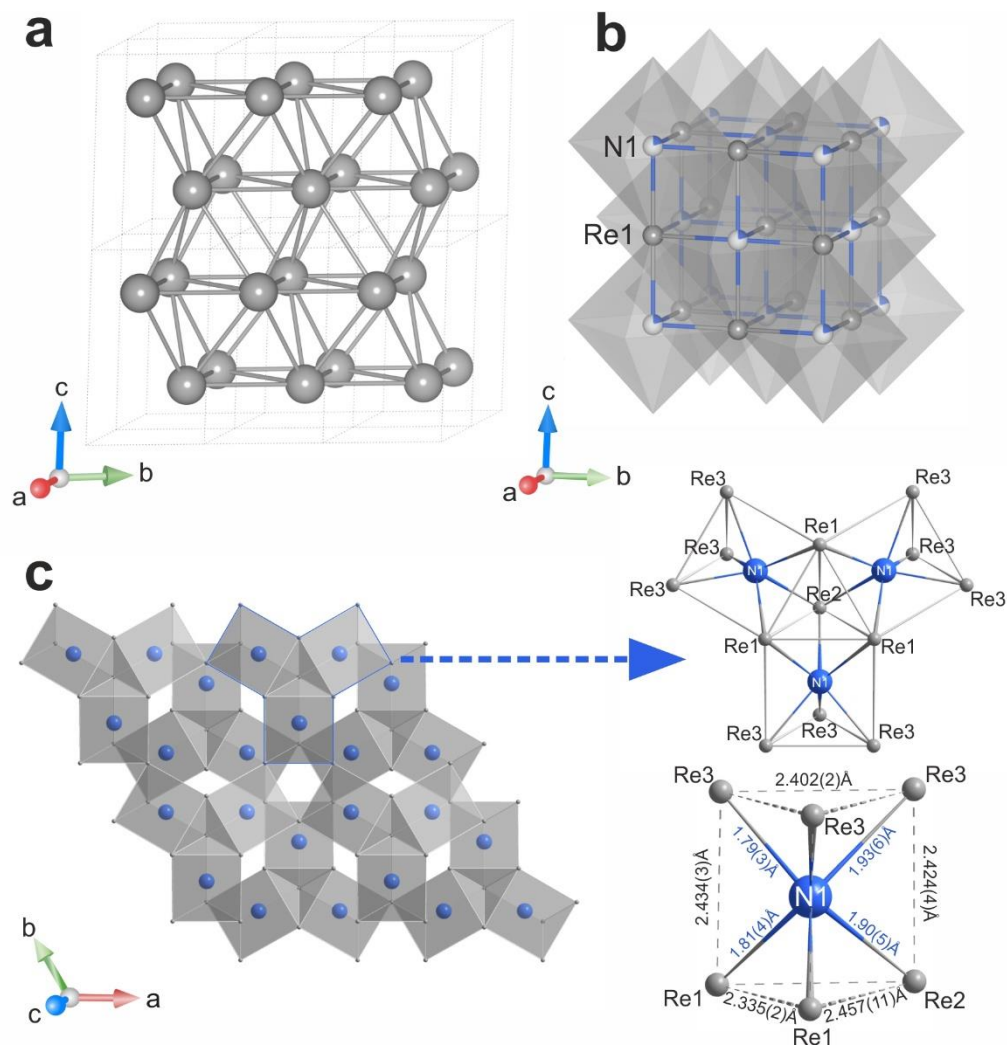 a
c
b
a
b
N1
Re1
c
b
a
c
b
c
a
Re3
Re3
Re1
Re3
Re3
N1
N1
Re3
Re3
Re2
Re1
Re1
N1
Re3
Re3
Re3
Re3
2.402(2)Å
Re3
Re3
1.79(3)Å
1.93(6)Å
2.434(3)Å
2.424(4)Å
N1
1.81(4)Å
1.90(5)Å
Re1
2.335(2)Å
2.457(11)Å
Re2
Re1